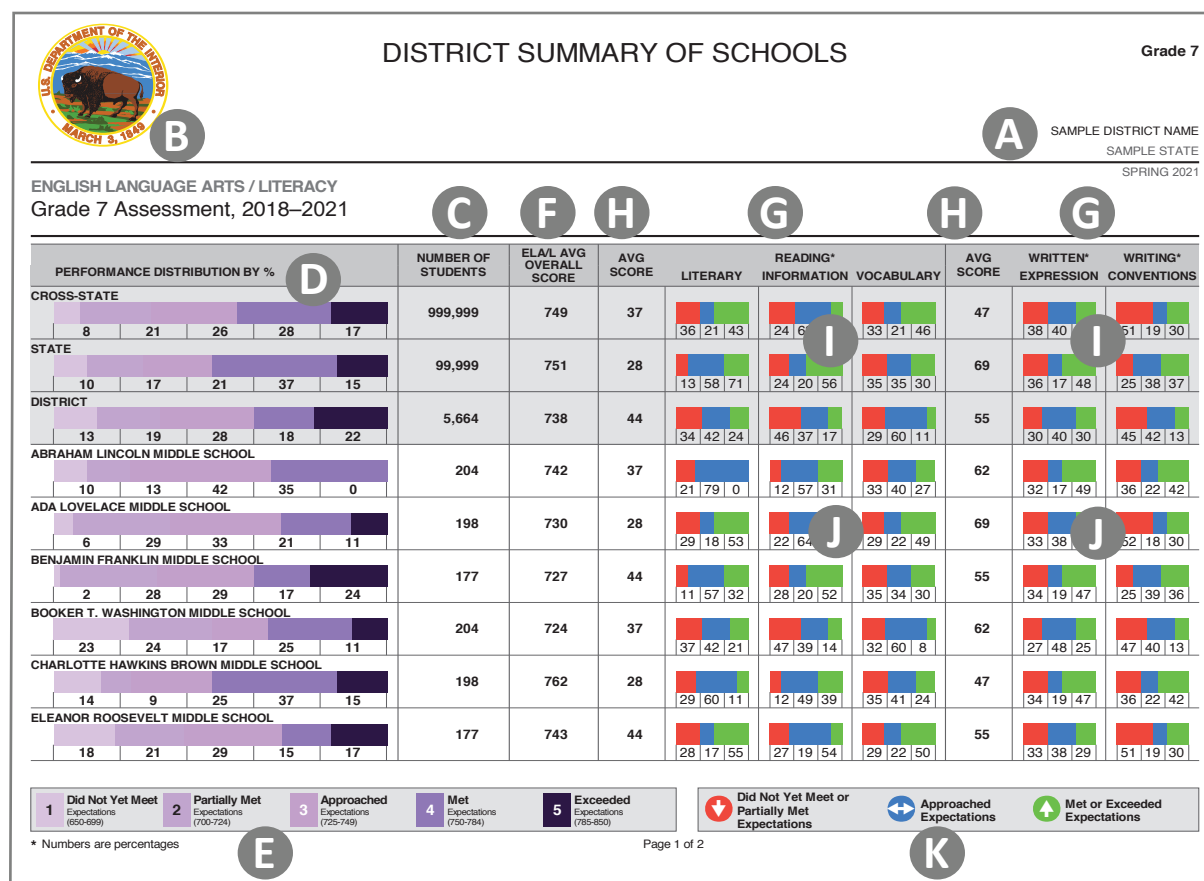 U.S. DEPARTMENT OF THE INTERIOR
MARCH 3, 1849
DISTRICT SUMMARY OF SCHOOLS
Grade 7
B
A
SAMPLE DISTRICT NAME
SAMPLE STATE
SPRING 2021
ENGLISH LANGUAGE ARTS / LITERACY
Grade 7 Assessment, 2018–2021
C F H G H G
PERFORMANCE DISTRIBUTION BY % D NUMBER OF STUDENTS ELA/L AVG OVERALL SCORE AVG SCORE READING* LITERARY INFORMATION VOCABULARY AVG SCORE WRITTEN* EXPRESSION WRITING* CONVENTIONS
CROSS-STATE
999,999 749 37 47
8 21 26 28 17 36 21 43 24 6 33 21 46 38 40 51 19 30
I I
STATE
99,999 751 28 69
10 17 21 37 15 13 58 71 24 20 56 35 35 30 36 17 48 25 38 37
DISTRICT
5,664 738 44 55
13 19 28 18 22 34 42 24 46 37 17 29 60 11 30 40 30 45 42 13
ABRAHAM LINCOLN MIDDLE SCHOOL
204 742 37 62
10 13 42 35 0 21 79 0 12 57 31 33 40 27 32 17 49 36 22 42
ADA LOVELACE MIDDLE SCHOOL
198 730 28 69
6 29 33 21 11 29 18 53 22 64 29 22 49 33 38 52 18 30
J J
BENJAMIN FRANKLIN MIDDLE SCHOOL
177 727 44 55
2 28 29 17 24 11 57 32 28 20 52 35 34 30 34 19 47 25 39 36
BOOKER T. WASHINGTON MIDDLE SCHOOL
204 724 37 62
23 24 17 25 11 37 42 21 47 39 14 32 60 8 27 48 25 47 40 13
CHARLOTTE HAWKINS BROWN MIDDLE SCHOOL
198 762 28 47
14 9 25 37 15 29 60 11 12 49 39 35 41 24 34 19 47 36 22 42
ELEANOR ROOSEVELT MIDDLE SCHOOL
177 743 44 55
18 21 29 15 17 28 17 55 27 19 54 29 22 50 33 38 29 51 19 30
1 Did Not Yet Meet Expectations (650-699)
2 Partially Met Expectations (700-724)
3 Approached Expectations (725-749)
4 Met Expectations (750-784)
5 Exceeded Expectations (785-850)
Did Not Yet Meet or
Partially Met
Expectations
Approached
Expectations
Met or Exceeded
Expectations
* Numbers are percentages
E
Page 1 of 2
K